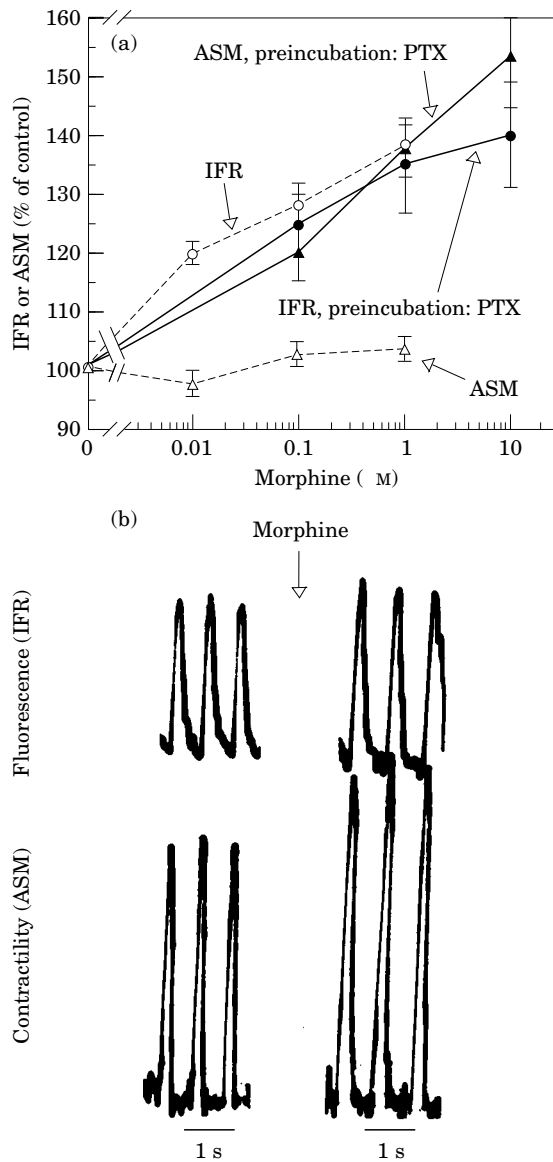 160
(a)
ASM, preincubation: PTX
150
140
IFR
130
120
110
IFR, preincubation: PTX
100
ASM
90
IFR or ASM (% of control)
0
0.01
0.1
1
10
Morphine ( M)
(b)
Morphine
Fluorescence (IFR)
Contractility (ASM)
1 s
1 s